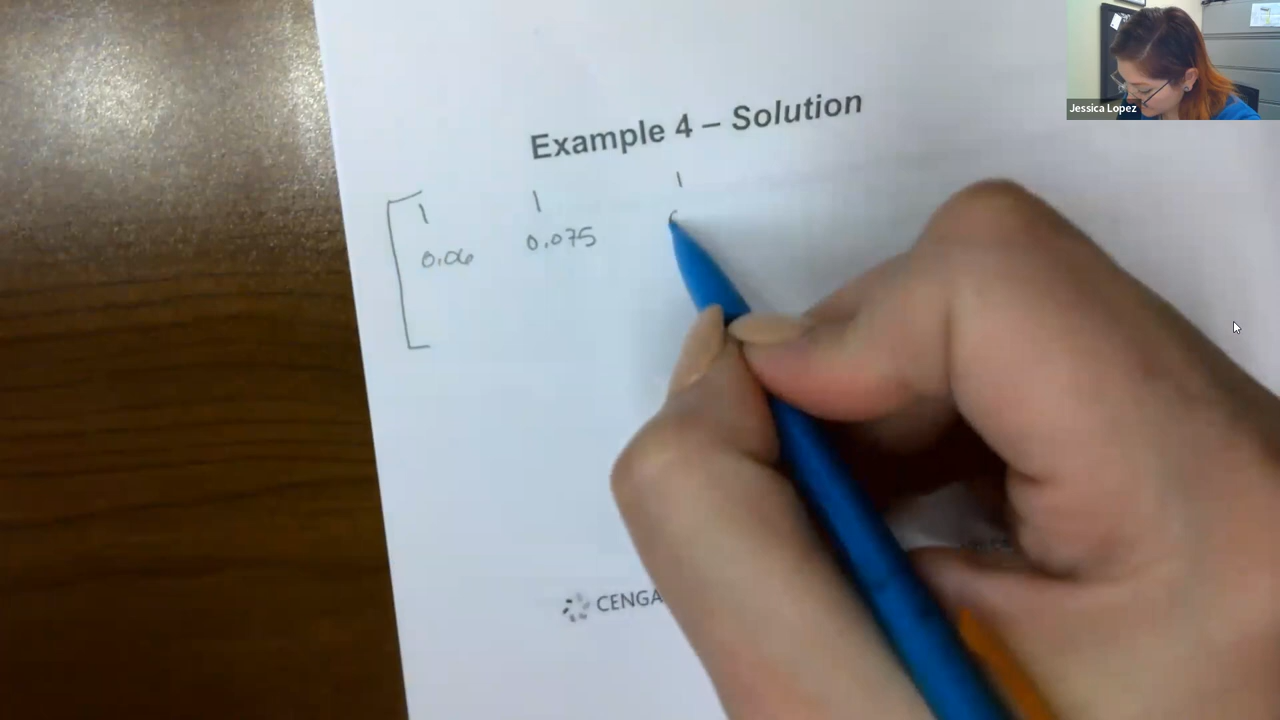 Jessica Lopez
Example 4 – Solution
1 1 1
0.06 0.075
CENGA